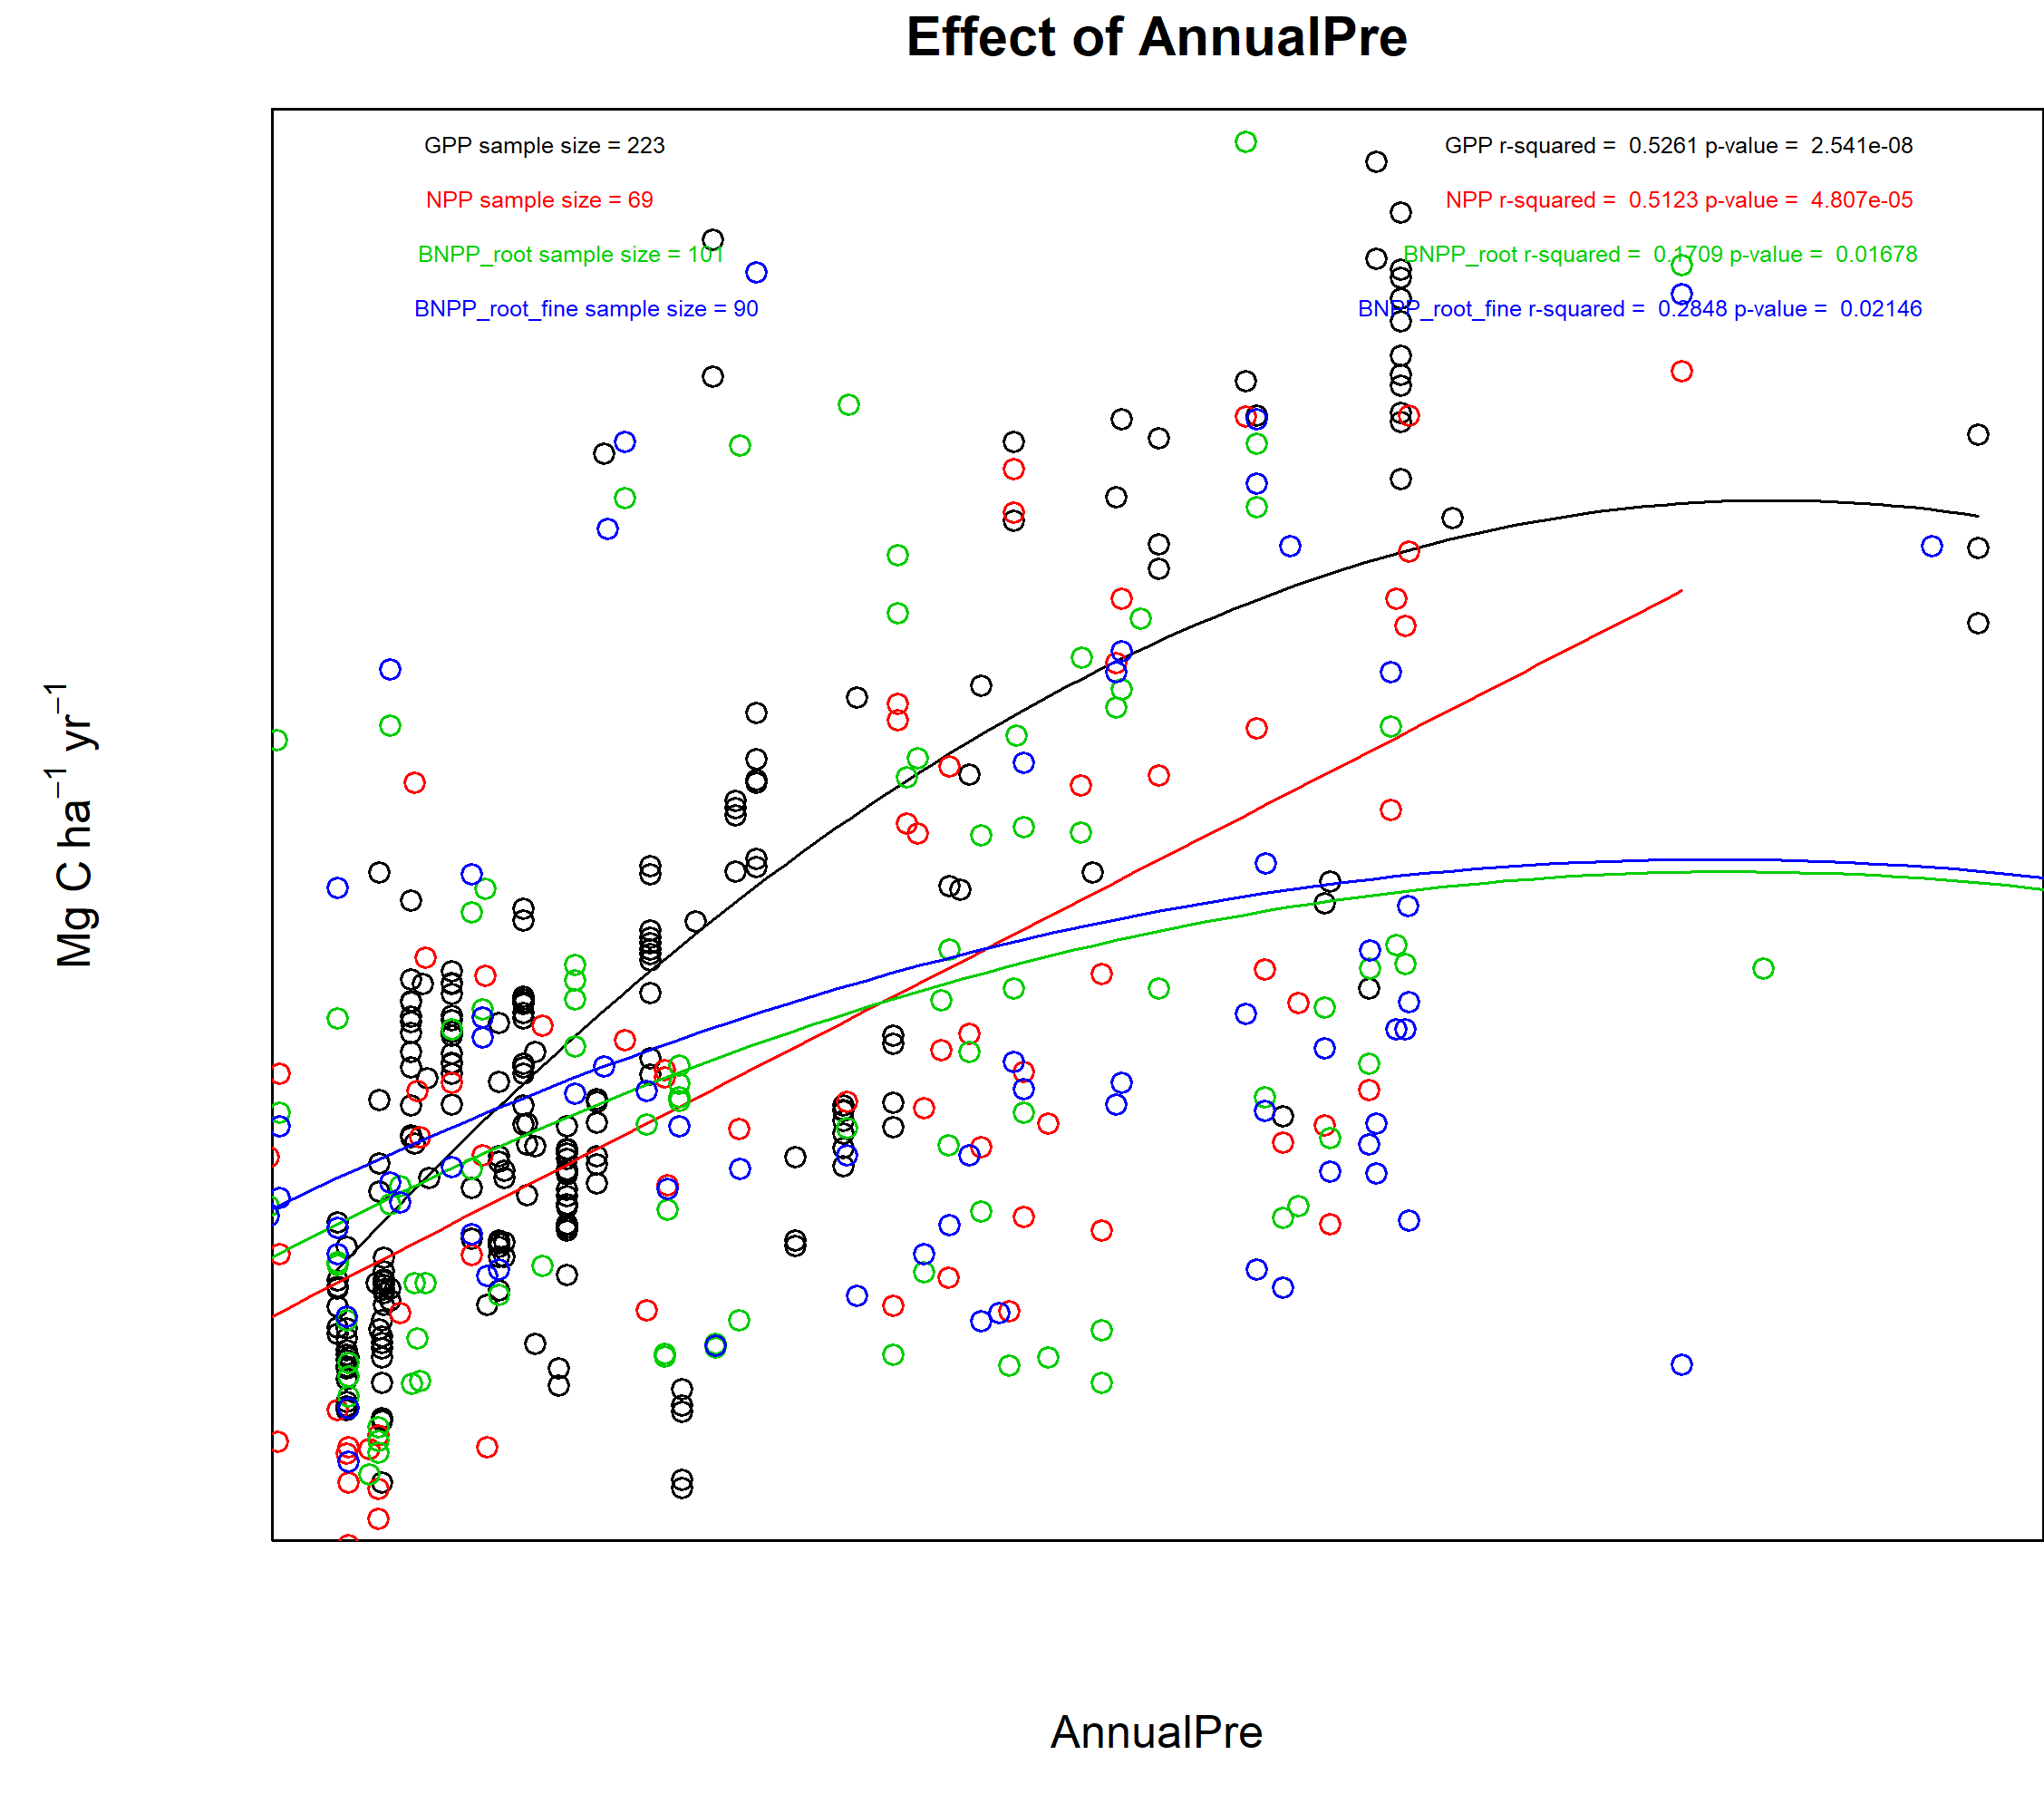 Effect of AnnualPre
GPP sample size = 223
GPP r-squared = 0.5261 p-value = 2.541e-08
NPP sample size = 69
NPP r-squared = 0.5123 p-value = 4.807e-05
BNPP_root sample size = 101
BNPP_root r-squared = 0.1709 p-value = 0.01678
BNPP_root_fine sample size = 90
BNPP_root_fine r-squared = 0.2848 p-value = 0.02146
Mg C ha⁻¹ yr⁻¹
AnnualPre